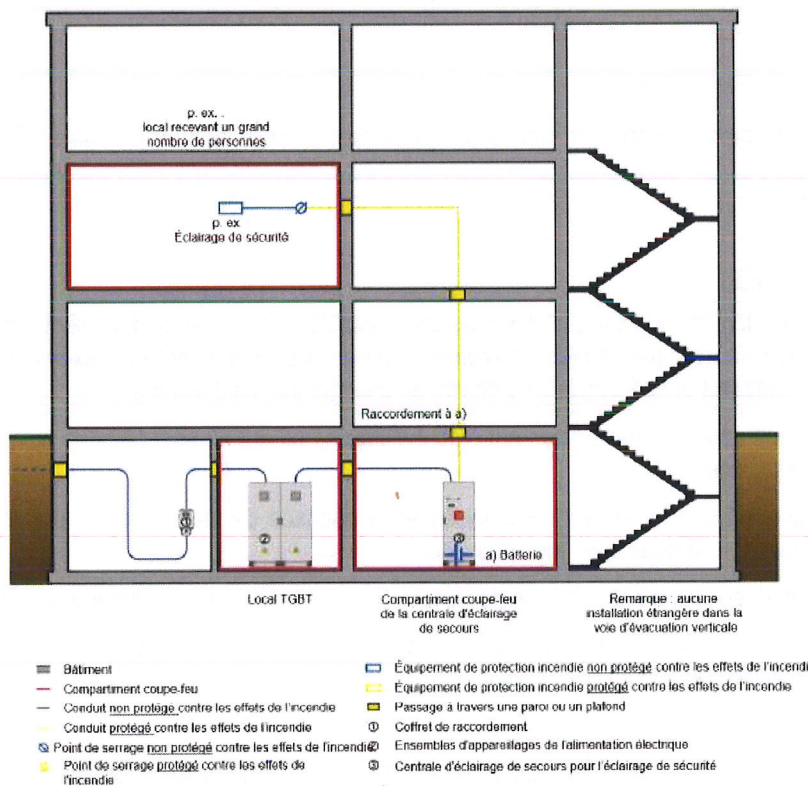 p. ex. .
local recevant un grand
nombre de personnes
p. ex
Éclairage de sécurité
Raccordement à a)
①
②
③
a) Batterie
Local TGBT
Compartiment coupe-feu
de la centrale d'éclairage
de secours
Remarque : aucune
installation étrangère dans la
voie d'évacuation verticale
Bâtiment
Compartiment coupe-feu
Conduit non protégé contre les effets de l'incendie
Conduit protégé contre les effets de l'incendie
Point de serrage non protégé contre les effets de l'incendie
Point de serrage protégé contre les effets de
l'incendie
Équipement de protection incendie non protégé contre les effets de l'incendi
Équipement de protection incendie protégé contre les effets de l'incendi
Passage à travers une paroi ou un plafond
① Coffret de raccordement
② Ensembles d'appareillages de l'alimentation électrique
③ Centrale d'éclairage de secours pour l'éclairage de sécurité